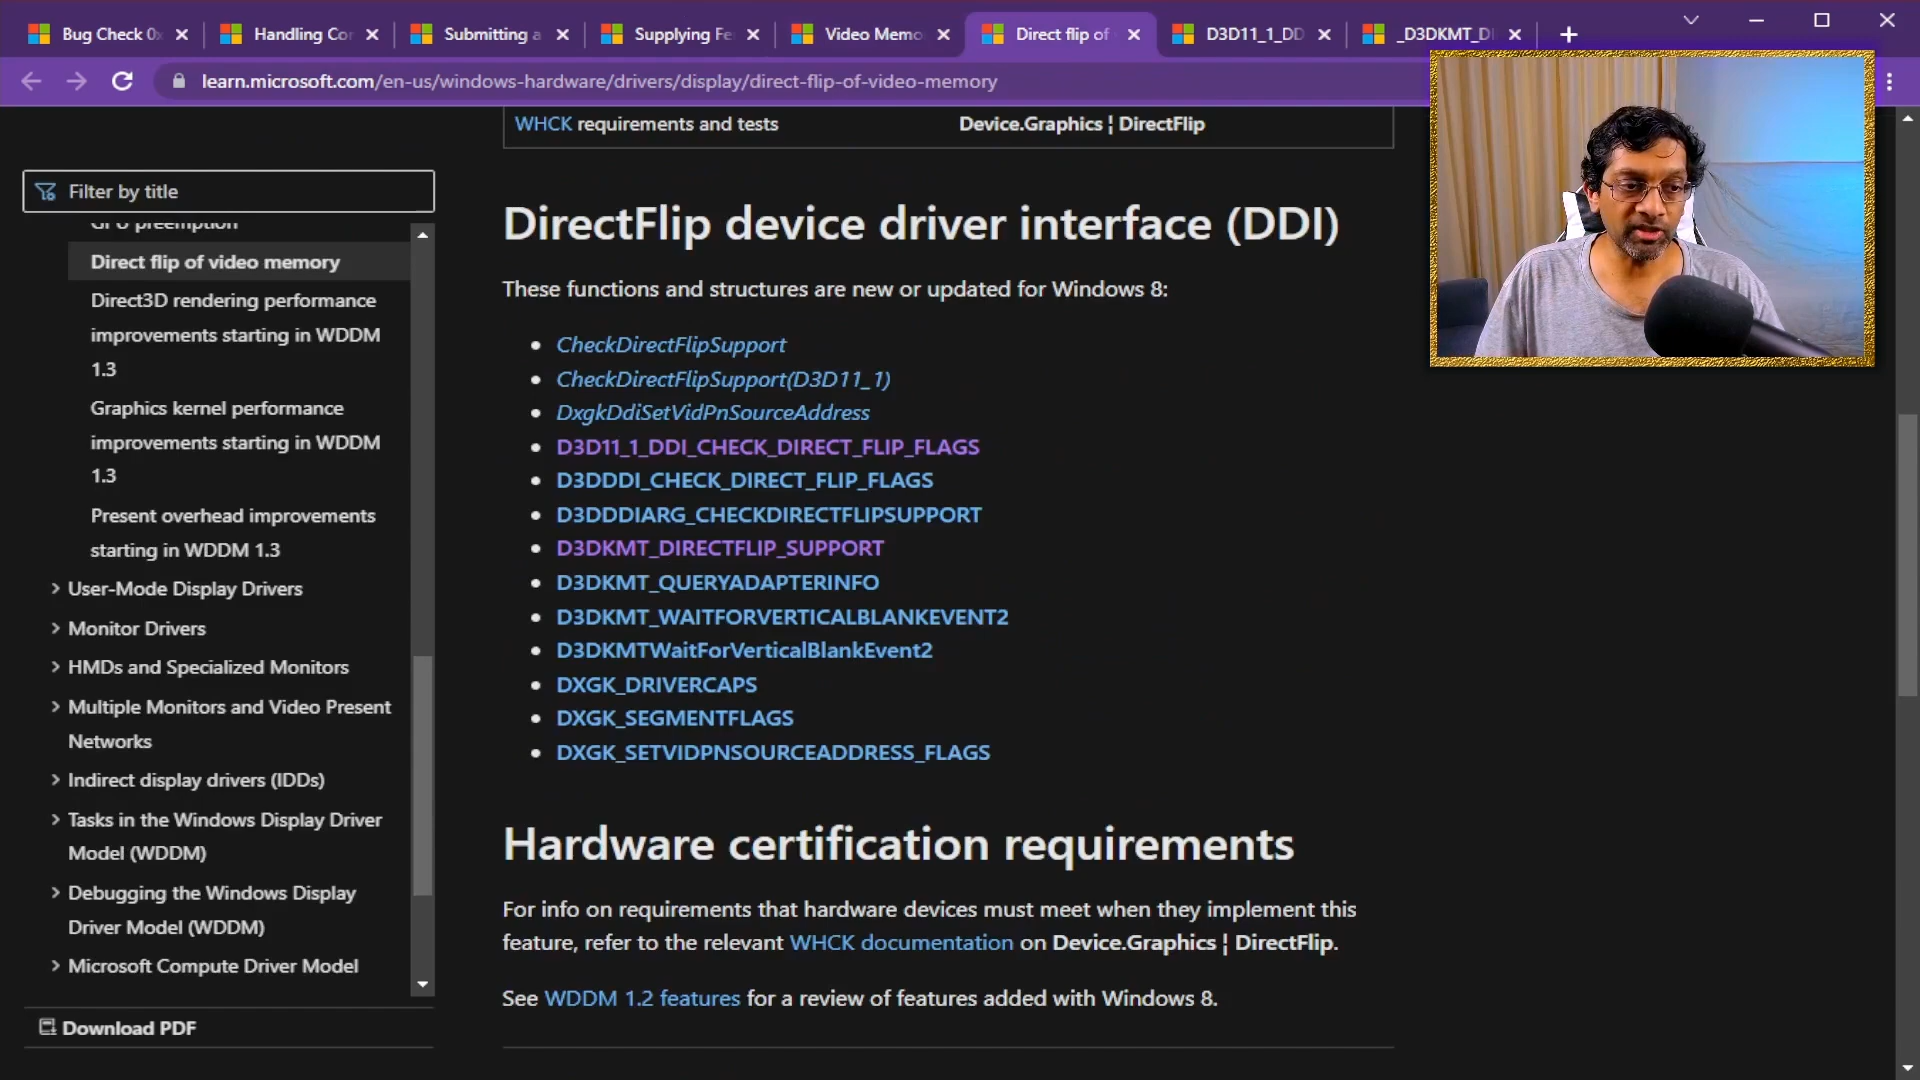 Bug Check 0x
Handling Cor
Submitting a
Supplying Fe
Video Memo
Direct flip of
D3D11_1_DD
_D3DKMT_DI
learn.microsoft.com/en-us/windows-hardware/drivers/display/direct-flip-of-video-memory
Filter by title
GPU preemption
Direct flip of video memory
Direct3D rendering performance
improvements starting in WDDM
1.3
Graphics kernel performance
improvements starting in WDDM
1.3
Present overhead improvements
starting in WDDM 1.3
User-Mode Display Drivers
Monitor Drivers
HMDs and Specialized Monitors
Multiple Monitors and Video Present
Networks
Indirect display drivers (IDDs)
Tasks in the Windows Display Driver
Model (WDDM)
Debugging the Windows Display
Driver Model (WDDM)
Microsoft Compute Driver Model
Download PDF
WHCK requirements and tests
Device.Graphics ¦ DirectFlip
DirectFlip device driver interface (DDI)
These functions and structures are new or updated for Windows 8:
CheckDirectFlipSupport
CheckDirectFlipSupport(D3D11_1)
DxgkDdiSetVidPnSourceAddress
D3D11_1_DDI_CHECK_DIRECT_FLIP_FLAGS
D3DDDI_CHECK_DIRECT_FLIP_FLAGS
D3DDDIARG_CHECKDIRECTFLIPSUPPORT
D3DKMT_DIRECTFLIP_SUPPORT
D3DKMT_QUERYADAPTERINFO
D3DKMT_WAITFORVERTICALBLANKEVENT2
D3DKMTWaitForVerticalBlankEvent2
DXGK_DRIVERCAPS
DXGK_SEGMENTFLAGS
DXGK_SETVIDPNSOURCEADDRESS_FLAGS
Hardware certification requirements
For info on requirements that hardware devices must meet when they implement this
feature, refer to the relevant WHCK documentation on Device.Graphics ¦ DirectFlip.
See WDDM 1.2 features for a review of features added with Windows 8.